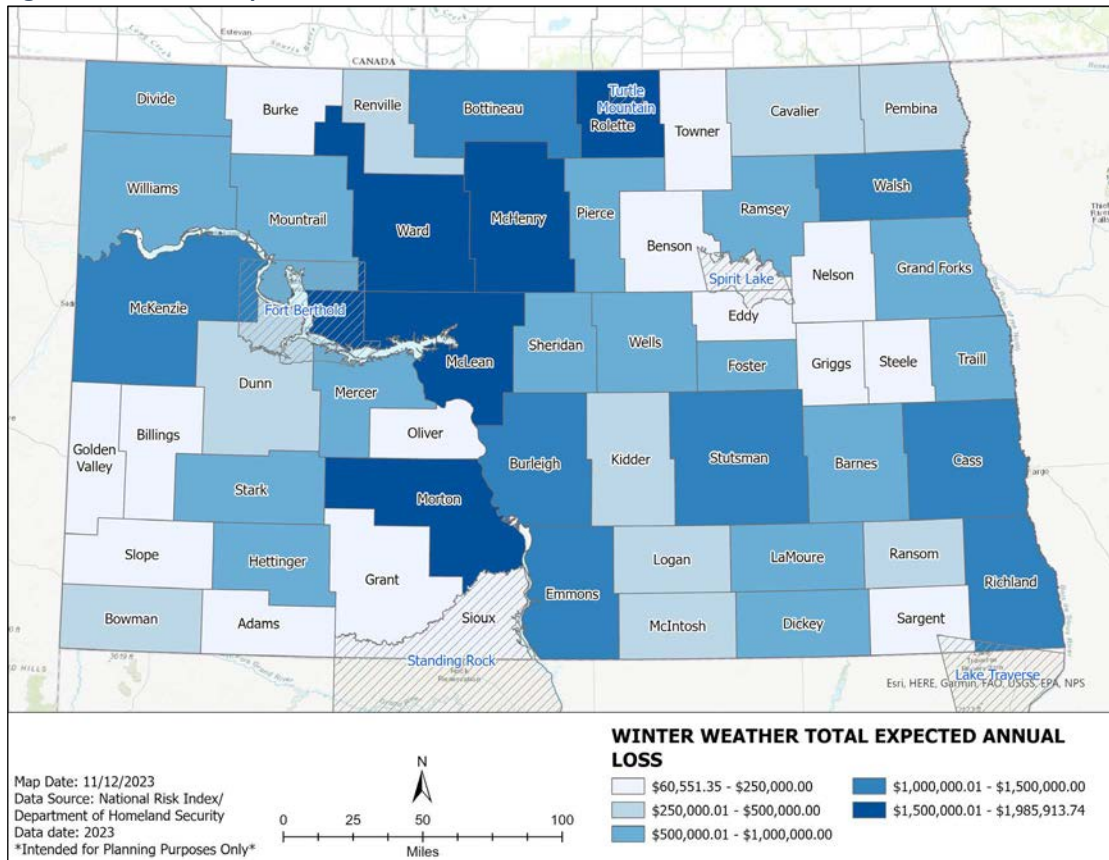 Estevan
CANADA
Divide
Burke
Renville
Bottineau
Turtle
Mountain
Rolette
Towner
Cavalier
Pembina
Williams
Mountrail
Ward
McHenry
Pierce
Benson
Ramsey
Walsh
Nelson
Grand Forks
Spirit Lake
McKenzie
Fort Berthold
McLean
Sheridan
Wells
Eddy
Foster
Griggs
Steele
Traill
Dunn
Mercer
Oliver
Golden
Valley
Billings
Stark
Morton
Burleigh
Kidder
Stutsman
Barnes
Cass
Slope
Hettinger
Grant
Emmons
Logan
LaMoure
Ransom
Richland
Bowman
Adams
Sioux
McIntosh
Dickey
Sargent
Standing Rock
Lake Traverse
Esri, HERE, Garmin, FAO, USGS, EPA, NPS
WINTER WEATHER TOTAL EXPECTED ANNUAL
LOSS
$60,551.35 - $250,000.00
$250,000.01 - $500,000.00
$500,000.01 - $1,000,000.00
$1,000,000.01 - $1,500,000.00
$1,500,000.01 - $1,985,913.74
Map Date: 11/12/2023
Data Source: National Risk Index/
Department of Homeland Security
Data date: 2023
*Intended for Planning Purposes Only*
N
0 25 50 100
Miles